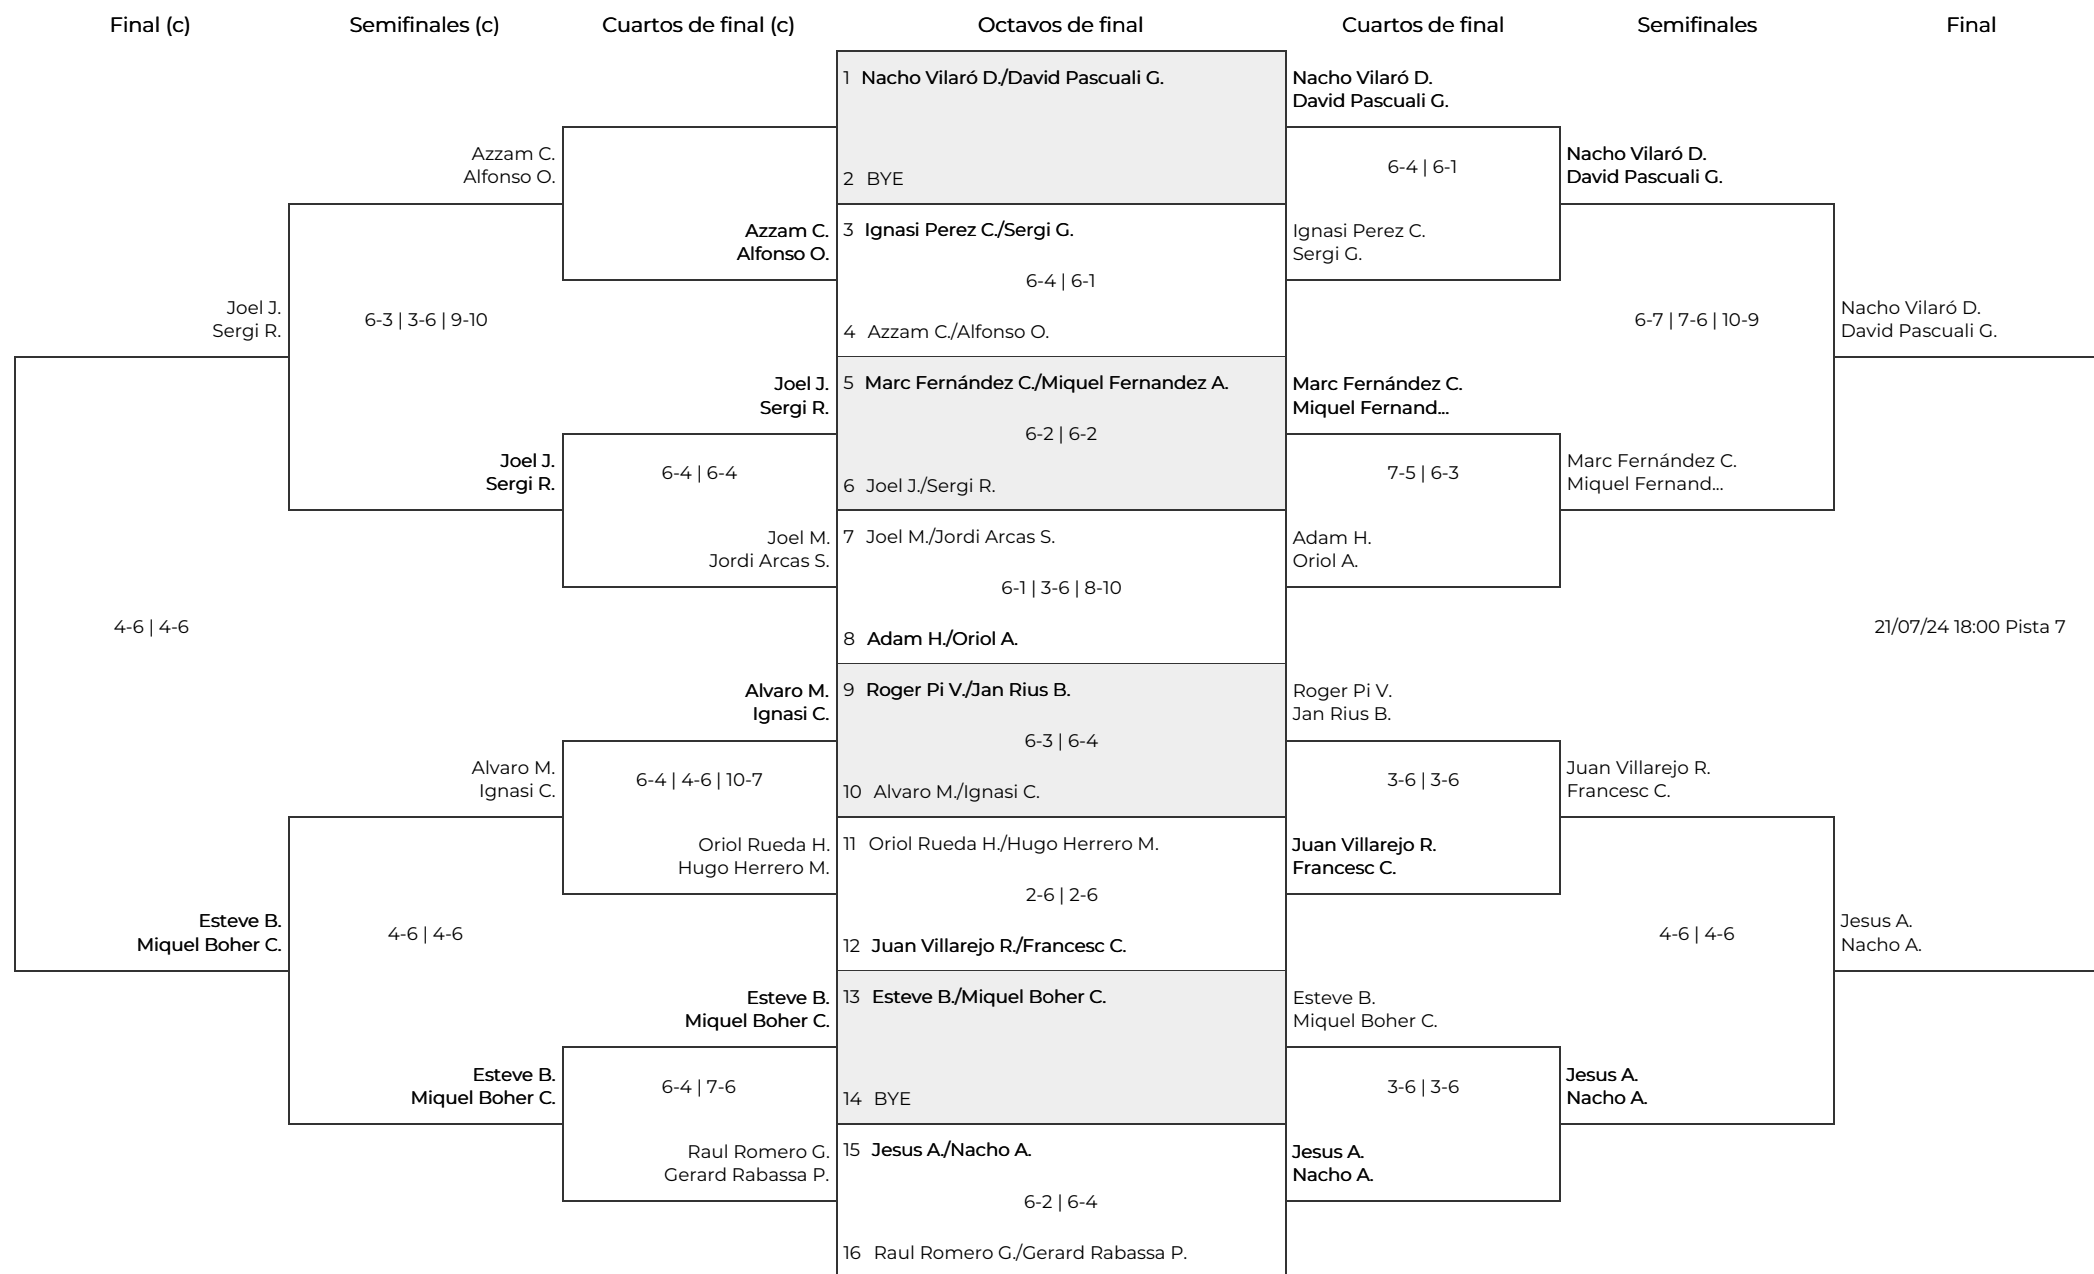 Final (c)
Semifinales (c)
Cuartos de final (c)
Octavos de final
Cuartos de final
Semifinales
Final
Joel J.
Sergi R.
4-6 | 4-6
Esteve B.
Miquel Boher C.
Azzam C.
Alfonso O.
6-3 | 3-6 | 9-10
Joel J.
Sergi R.
Alvaro M.
Ignasi C.
4-6 | 4-6
Esteve B.
Miquel Boher C.
Azzam C.
Alfonso O.
Joel J.
Sergi R.
6-4 | 6-4
Joel M.
Jordi Arcas S.
Alvaro M.
Ignasi C.
6-4 | 4-6 | 10-7
Oriol Rueda H.
Hugo Herrero M.
Esteve B.
Miquel Boher C.
6-4 | 7-6
Raul Romero G.
Gerard Rabassa P.
1 Nacho Vilaró D./David Pascuali G.
2 BYE
3 Ignasi Perez C./Sergi G.
6-4 | 6-1
4 Azzam C./Alfonso O.
5 Marc Fernández C./Miquel Fernandez A.
6-2 | 6-2
6 Joel J./Sergi R.
7 Joel M./Jordi Arcas S.
6-1 | 3-6 | 8-10
8 Adam H./Oriol A.
9 Roger Pi V./Jan Rius B.
6-3 | 6-4
10 Alvaro M./Ignasi C.
11 Oriol Rueda H./Hugo Herrero M.
2-6 | 2-6
12 Juan Villarejo R./Francesc C.
13 Esteve B./Miquel Boher C.
14 BYE
15 Jesus A./Nacho A.
6-2 | 6-4
16 Raul Romero G./Gerard Rabassa P.
Nacho Vilaró D.
David Pascuali G.
6-4 | 6-1
Ignasi Perez C.
Sergi G.
Marc Fernández C.
Miquel Fernand...
7-5 | 6-3
Adam H.
Oriol A.
Roger Pi V.
Jan Rius B.
3-6 | 3-6
Juan Villarejo R.
Francesc C.
Esteve B.
Miquel Boher C.
3-6 | 3-6
Jesus A.
Nacho A.
Nacho Vilaró D.
David Pascuali G.
6-7 | 7-6 | 10-9
Marc Fernández C.
Miquel Fernand...
Juan Villarejo R.
Francesc C.
4-6 | 4-6
Jesus A.
Nacho A.
Nacho Vilaró D.
David Pascuali G.
21/07/24 18:00 Pista 7
Jesus A.
Nacho A.